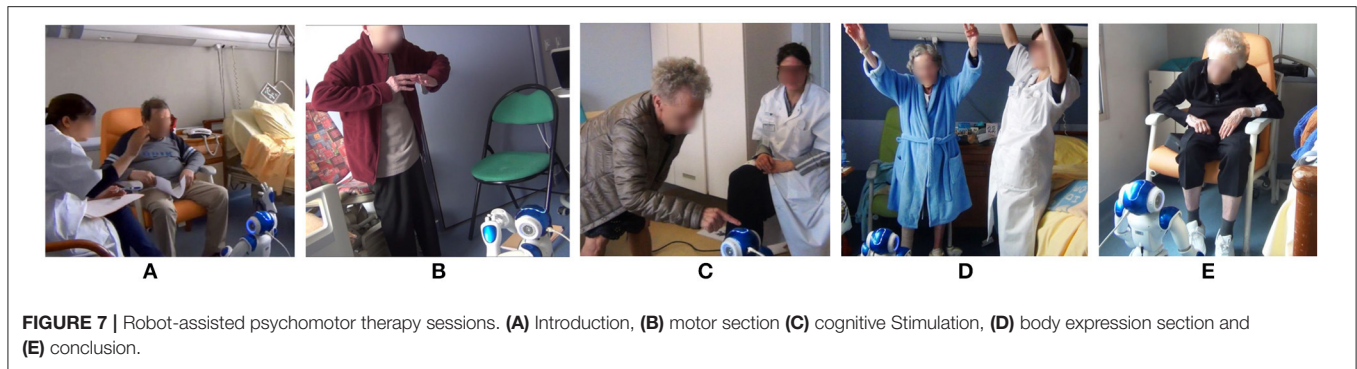 A
B
C
D
E
FIGURE 7 | Robot-assisted psychomotor therapy sessions. (A) Introduction, (B) motor section (C) cognitive Stimulation, (D) body expression section and
(E) conclusion.